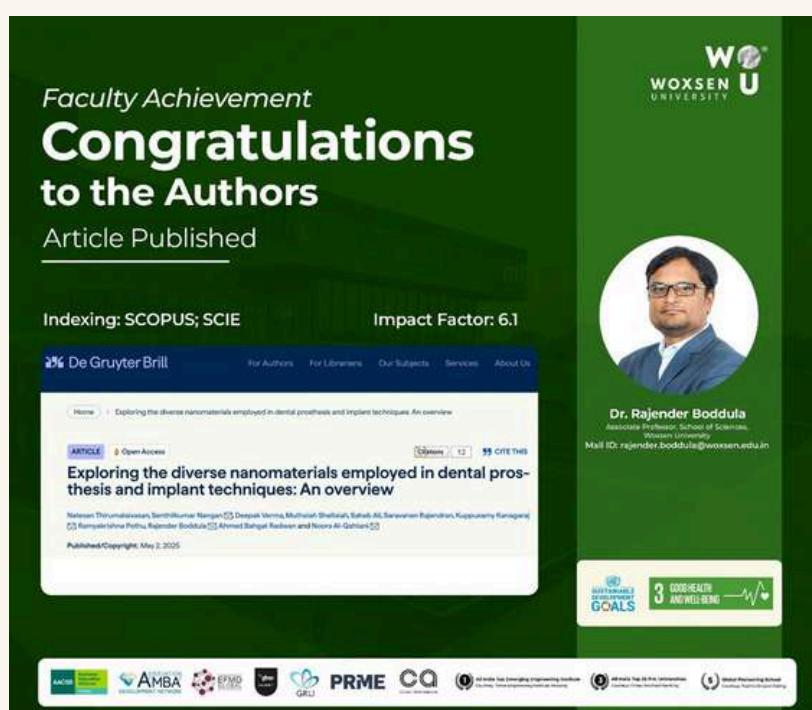 WO
WOXSEN U
UNIVERSITY
Faculty Achievement
Congratulations
to the Authors
Article Published
Indexing: SCOPUS; SCIE
Impact Factor: 6.1
De Gruyter Brill
For Authors For Librarians Our Subjects Services About Us
Home Exploring the diverse nanomaterials employed in dental prosthesis and implant techniques: An overview
ARTICLE Open Access
Citations 12 CITE THIS
Exploring the diverse nanomaterials employed in dental pros-
thesis and implant techniques: An overview
Natesan Thirumalaivasan, Senthilkumar Nangan, Deepak Verma, Muthaiah Shellaiah, Sahab Ali, Saravanan Rajendran, Kuppusamy Kanagaraj
Ramyakrishna Pothu, Rajender Boddula, Ahmed Bahgat Radwan and Noora Al-Qahtani
Published/Copyright: May 2, 2025
Dr. Rajender Boddula
Associate Professor, School of Sciences,
Woxsen University
Mail ID: rajender.boddula@woxsen.edu.in
SUSTAINABLE
DEVELOPMENT
GOALS
3 GOOD HEALTH
AND WELL-BEING
AACSB
AMBA
DEVELOPMENT NETWORK
EFMD
GLOBAL
GRLI
PRME
ca